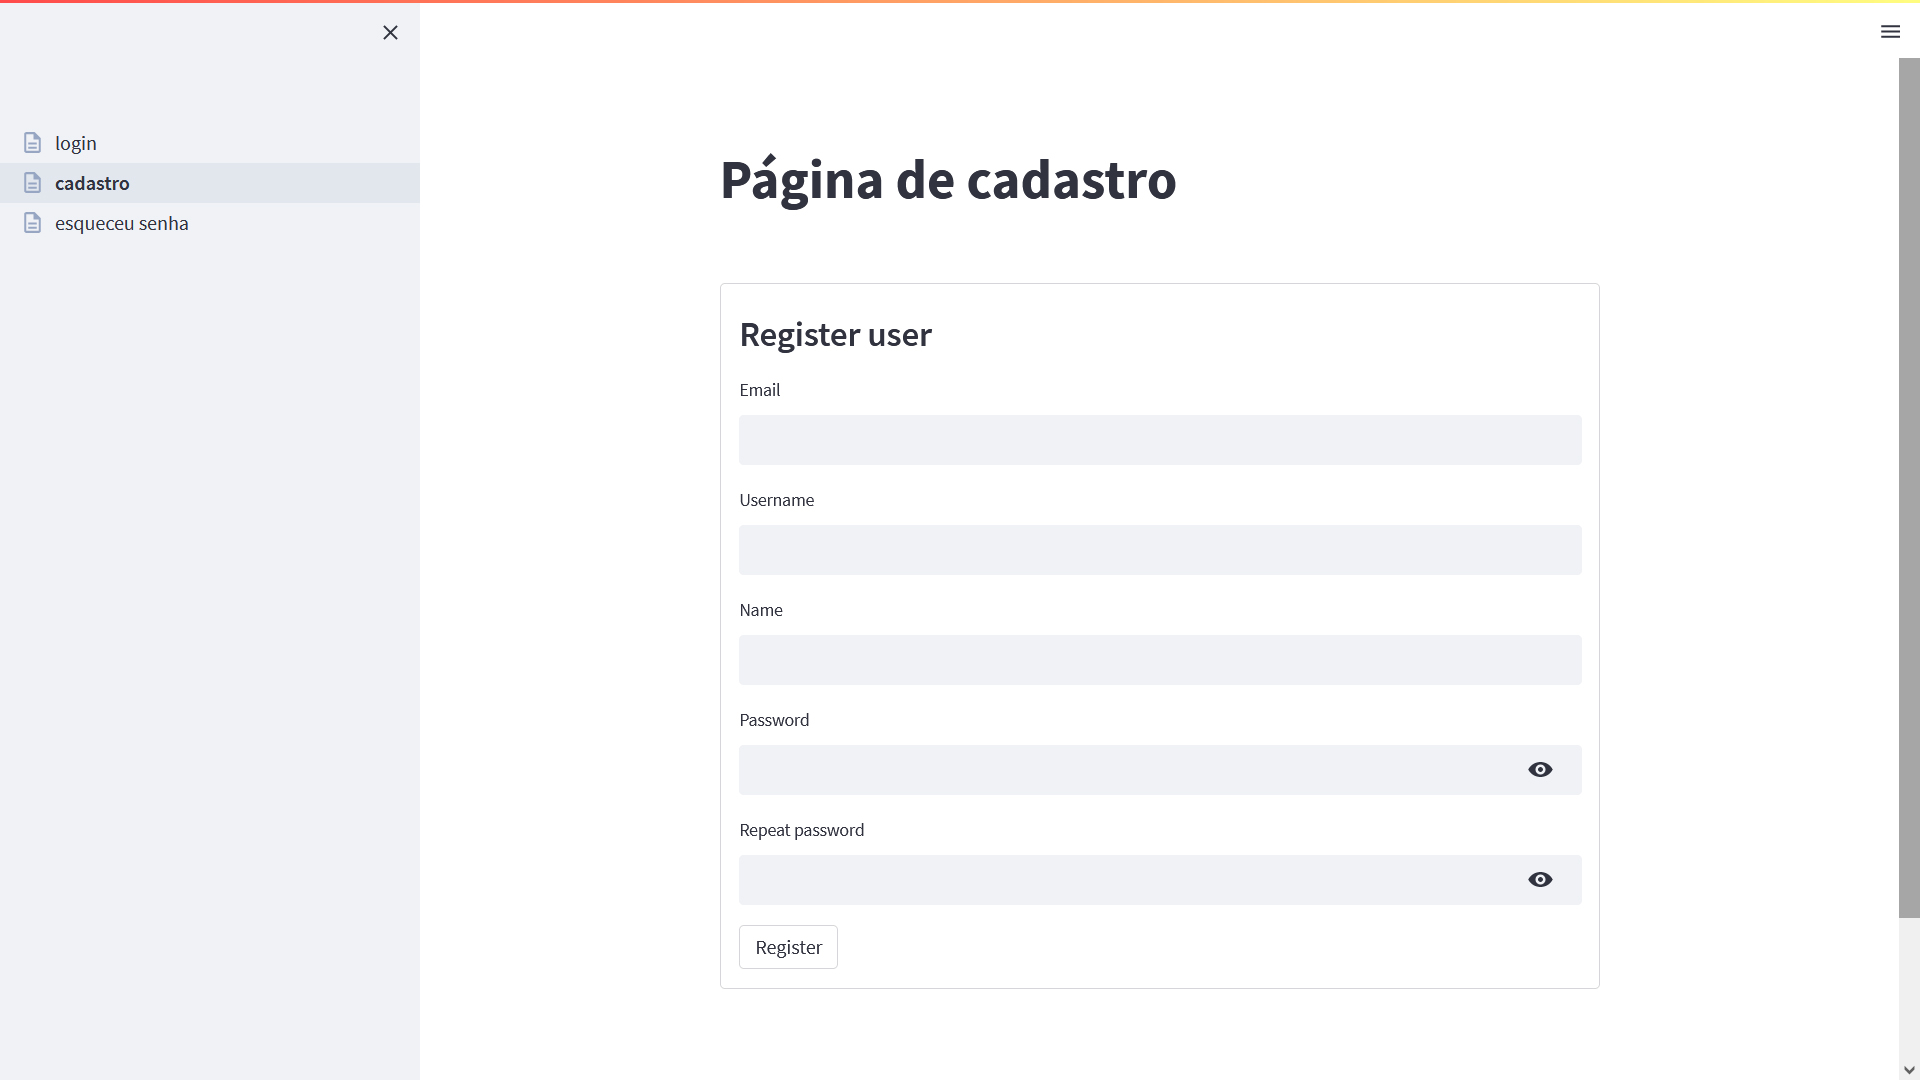 login
cadastro
esqueceu senha
Página de cadastro
Register user
Email
Username
Name
Password
Repeat password
Register